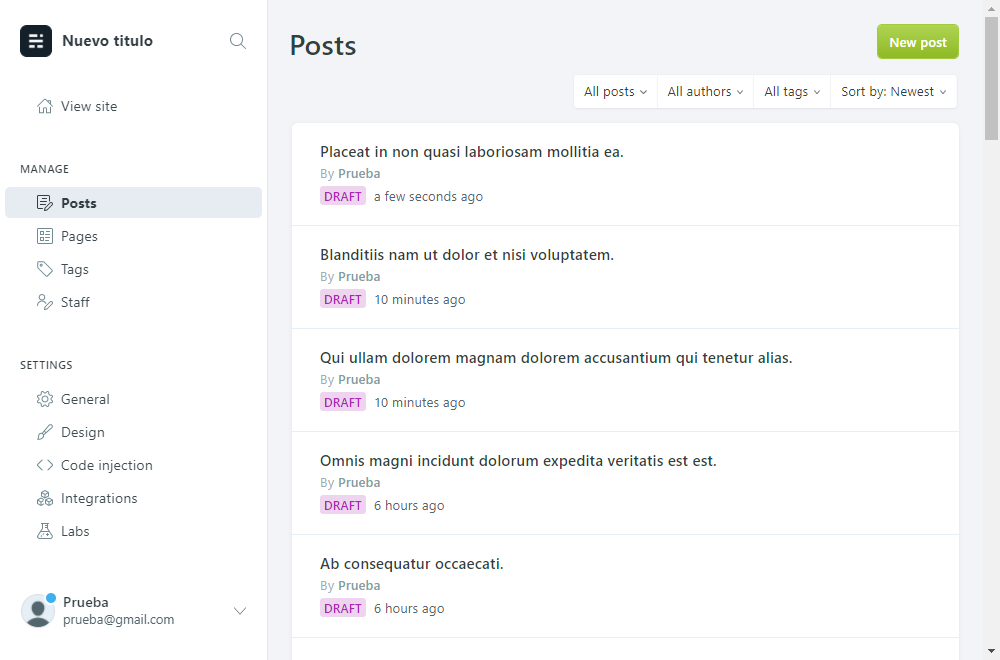 Nuevo titulo
View site
MANAGE
Posts
Pages
Tags
Staff
SETTINGS
General
Design
Code injection
Integrations
Labs
Prueba
prueba@gmail.com
Posts
New post
All posts
All authors
All tags
Sort by: Newest
Placeat in non quasi laboriosam mollitia ea.
By Prueba
DRAFT a few seconds ago
Blanditiis nam ut dolor et nisi voluptatem.
By Prueba
DRAFT 10 minutes ago
Qui ullam dolorem magnam dolorem accusantium qui tenetur alias.
By Prueba
DRAFT 10 minutes ago
Omnis magni incidunt dolorum expedita veritatis est est.
By Prueba
DRAFT 6 hours ago
Ab consequatur occaecati.
By Prueba
DRAFT 6 hours ago